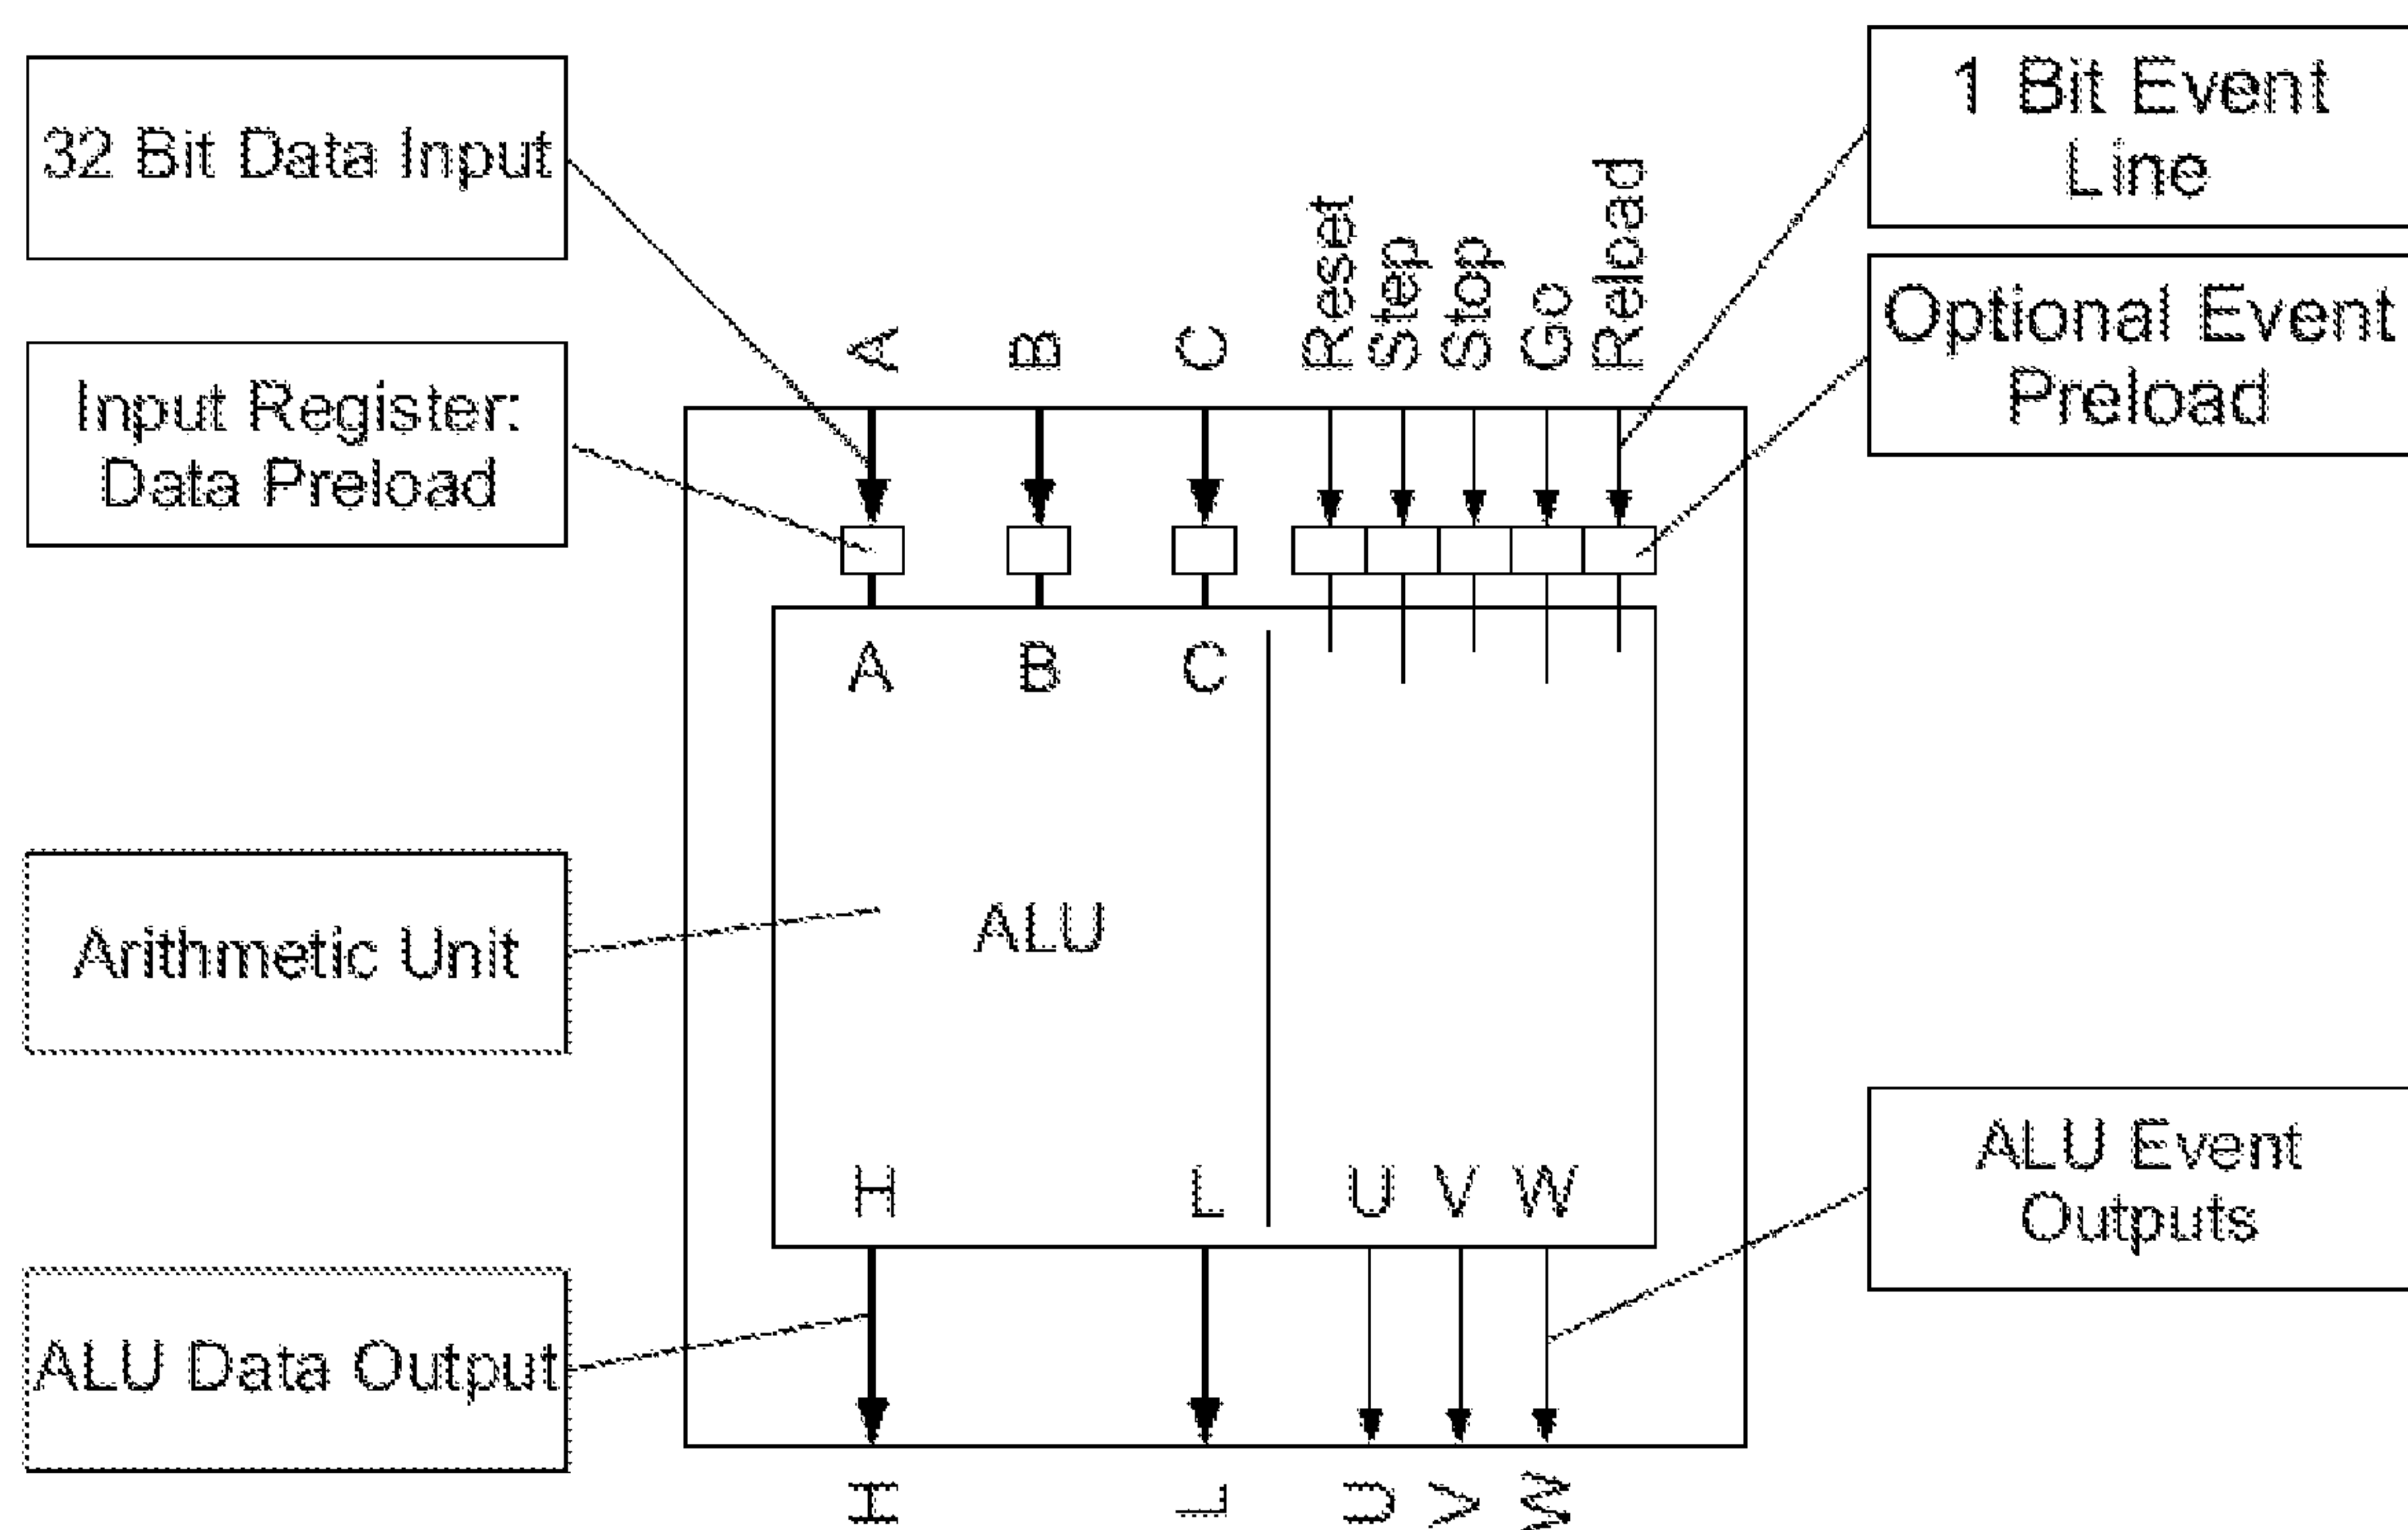 32 Bit Data Input
Input Register:
Data Preload
Arithmetic Unit
ALU Data Output
A
B
C
Reset
Step
Stop
Go
Reload
A B C
ALU
H L U V W
H
L
U
V
W
1 Bit Event
Line
Optional Event
Preload
ALU Event
Outputs